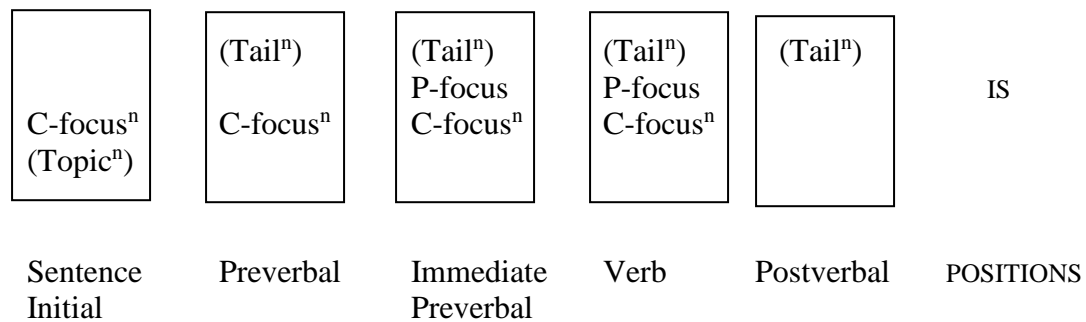 (Tailⁿ) (Tailⁿ) (Tailⁿ) (Tailⁿ)
P-focus P-focus IS
C-focusⁿ C-focusⁿ C-focusⁿ C-focusⁿ
(Topicⁿ)
Sentence Preverbal Immediate Verb Postverbal POSITIONS
Initial Preverbal